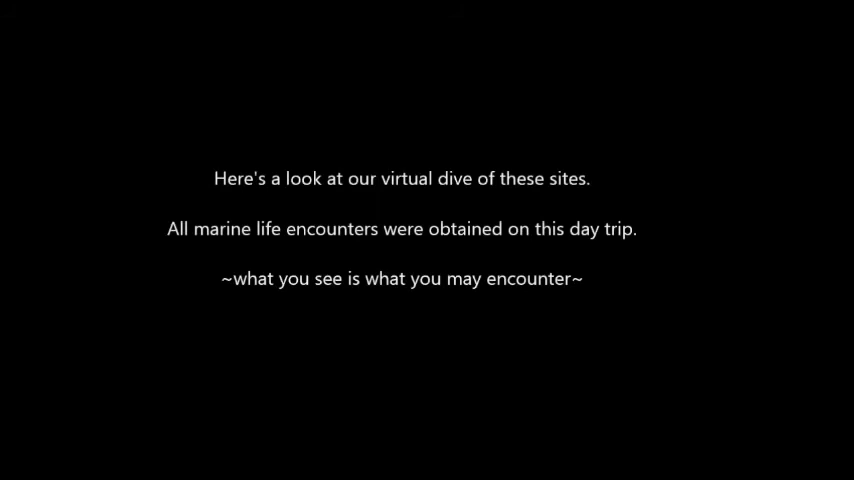 Here's a look at our virtual dive of these sites.
All marine life encounters were obtained on this day trip.
~what you see is what you may encounter~